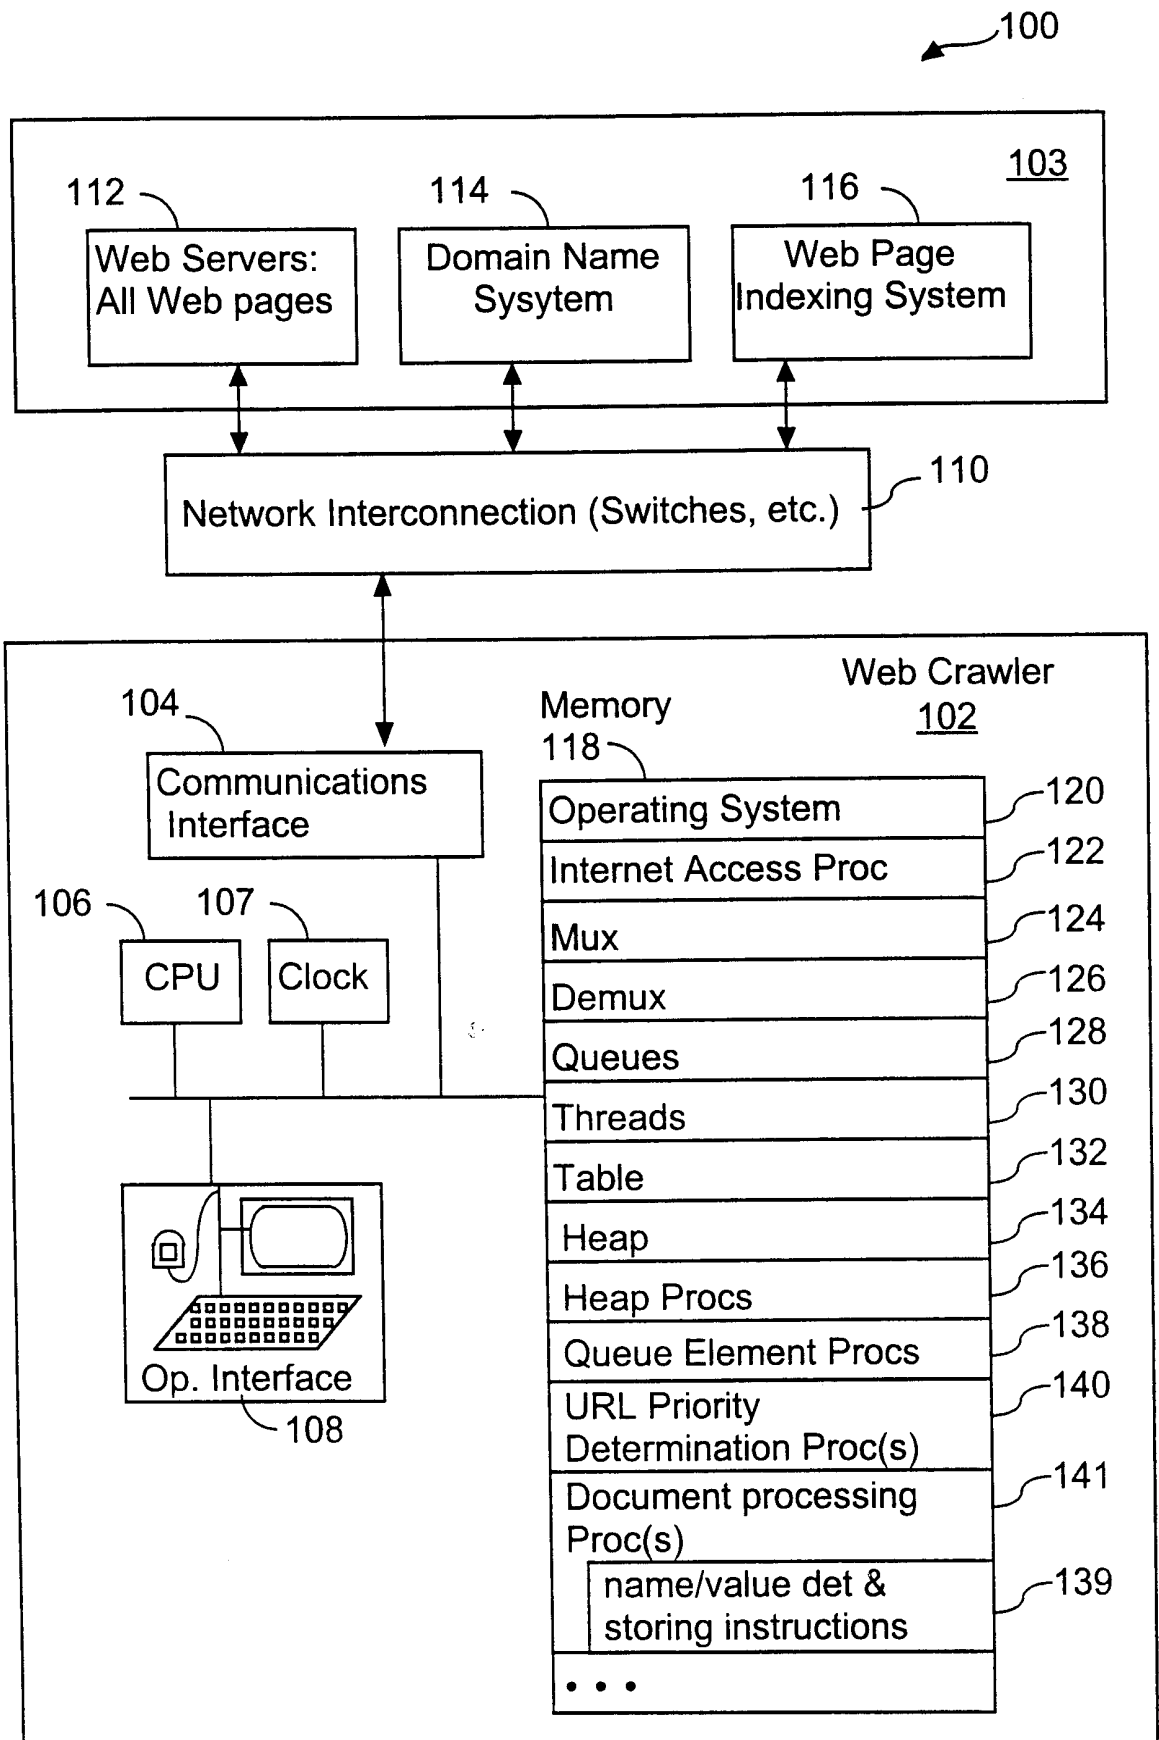 100
103
112
114
116
Web Servers:
All Web pages
Domain Name
Sysytem
Web Page
Indexing System
110
Network Interconnection (Switches, etc.)
Web Crawler
102
104
Memory
118
Communications
Interface
Operating System
120
Internet Access Proc
122
106
107
CPU
Clock
Mux
124
Demux
126
Queues
128
Threads
130
Table
132
Heap
134
Heap Procs
136
Queue Element Procs
138
Op. Interface
108
URL Priority
Determination Proc(s)
140
Document processing
Proc(s)
141
name/value det &
storing instructions
139
• • •